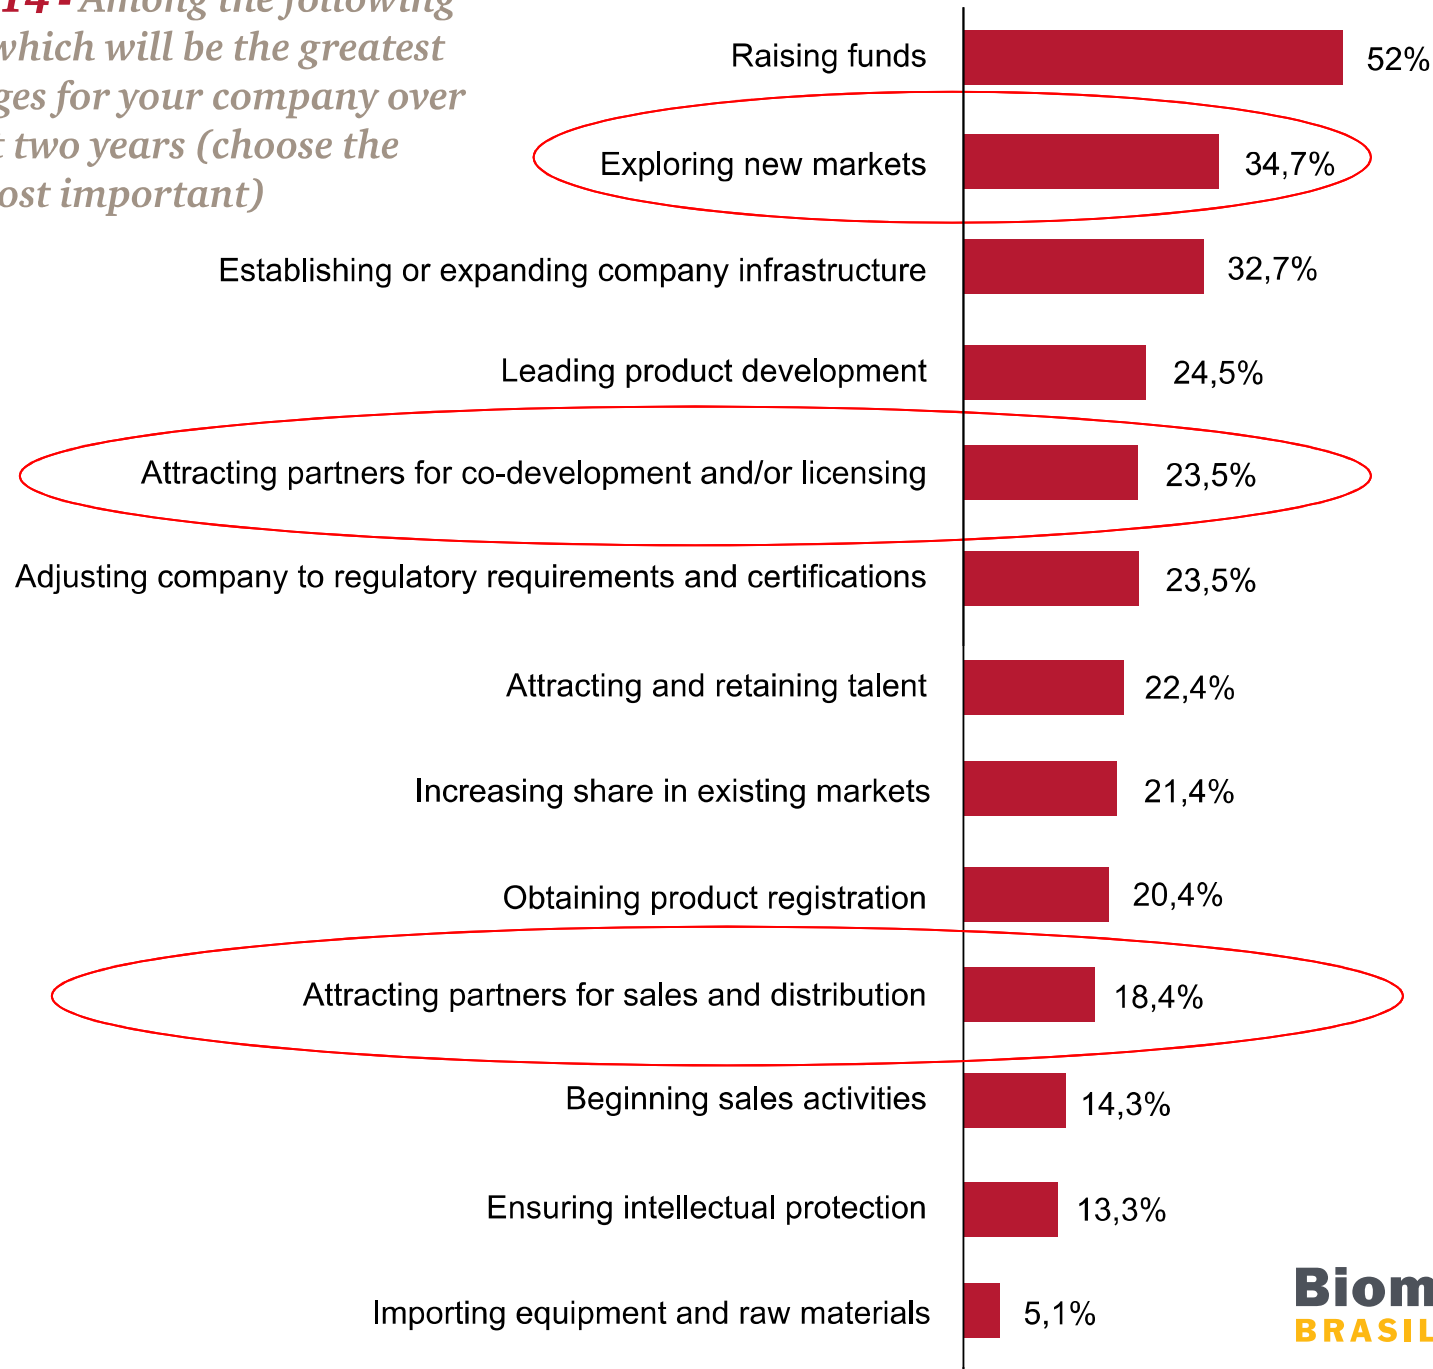 14 - Among the following
which will be the greatest
ges for your company over
t two years (choose the
ost important)
Raising funds 52%
Exploring new markets 34,7%
Establishing or expanding company infrastructure 32,7%
Leading product development 24,5%
Attracting partners for co-development and/or licensing 23,5%
Adjusting company to regulatory requirements and certifications 23,5%
Attracting and retaining talent 22,4%
Increasing share in existing markets 21,4%
Obtaining product registration 20,4%
Attracting partners for sales and distribution 18,4%
Beginning sales activities 14,3%
Ensuring intellectual protection 13,3%
Importing equipment and raw materials 5,1%
Biom
BRASIL